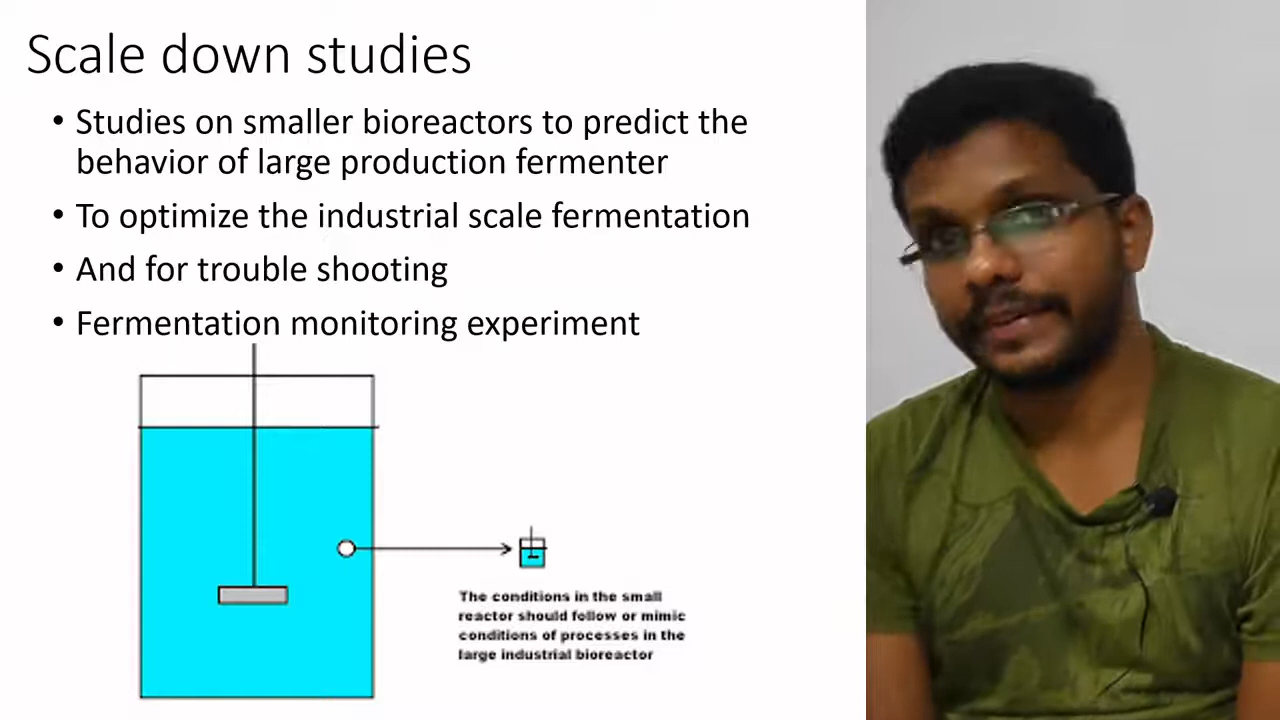 Scale down studies
• Studies on smaller bioreactors to predict the
behavior of large production fermenter
• To optimize the industrial scale fermentation
• And for trouble shooting
• Fermentation monitoring experiment
The conditions in the small
reactor should follow or mimic
conditions of processes in the
large industrial bioreactor